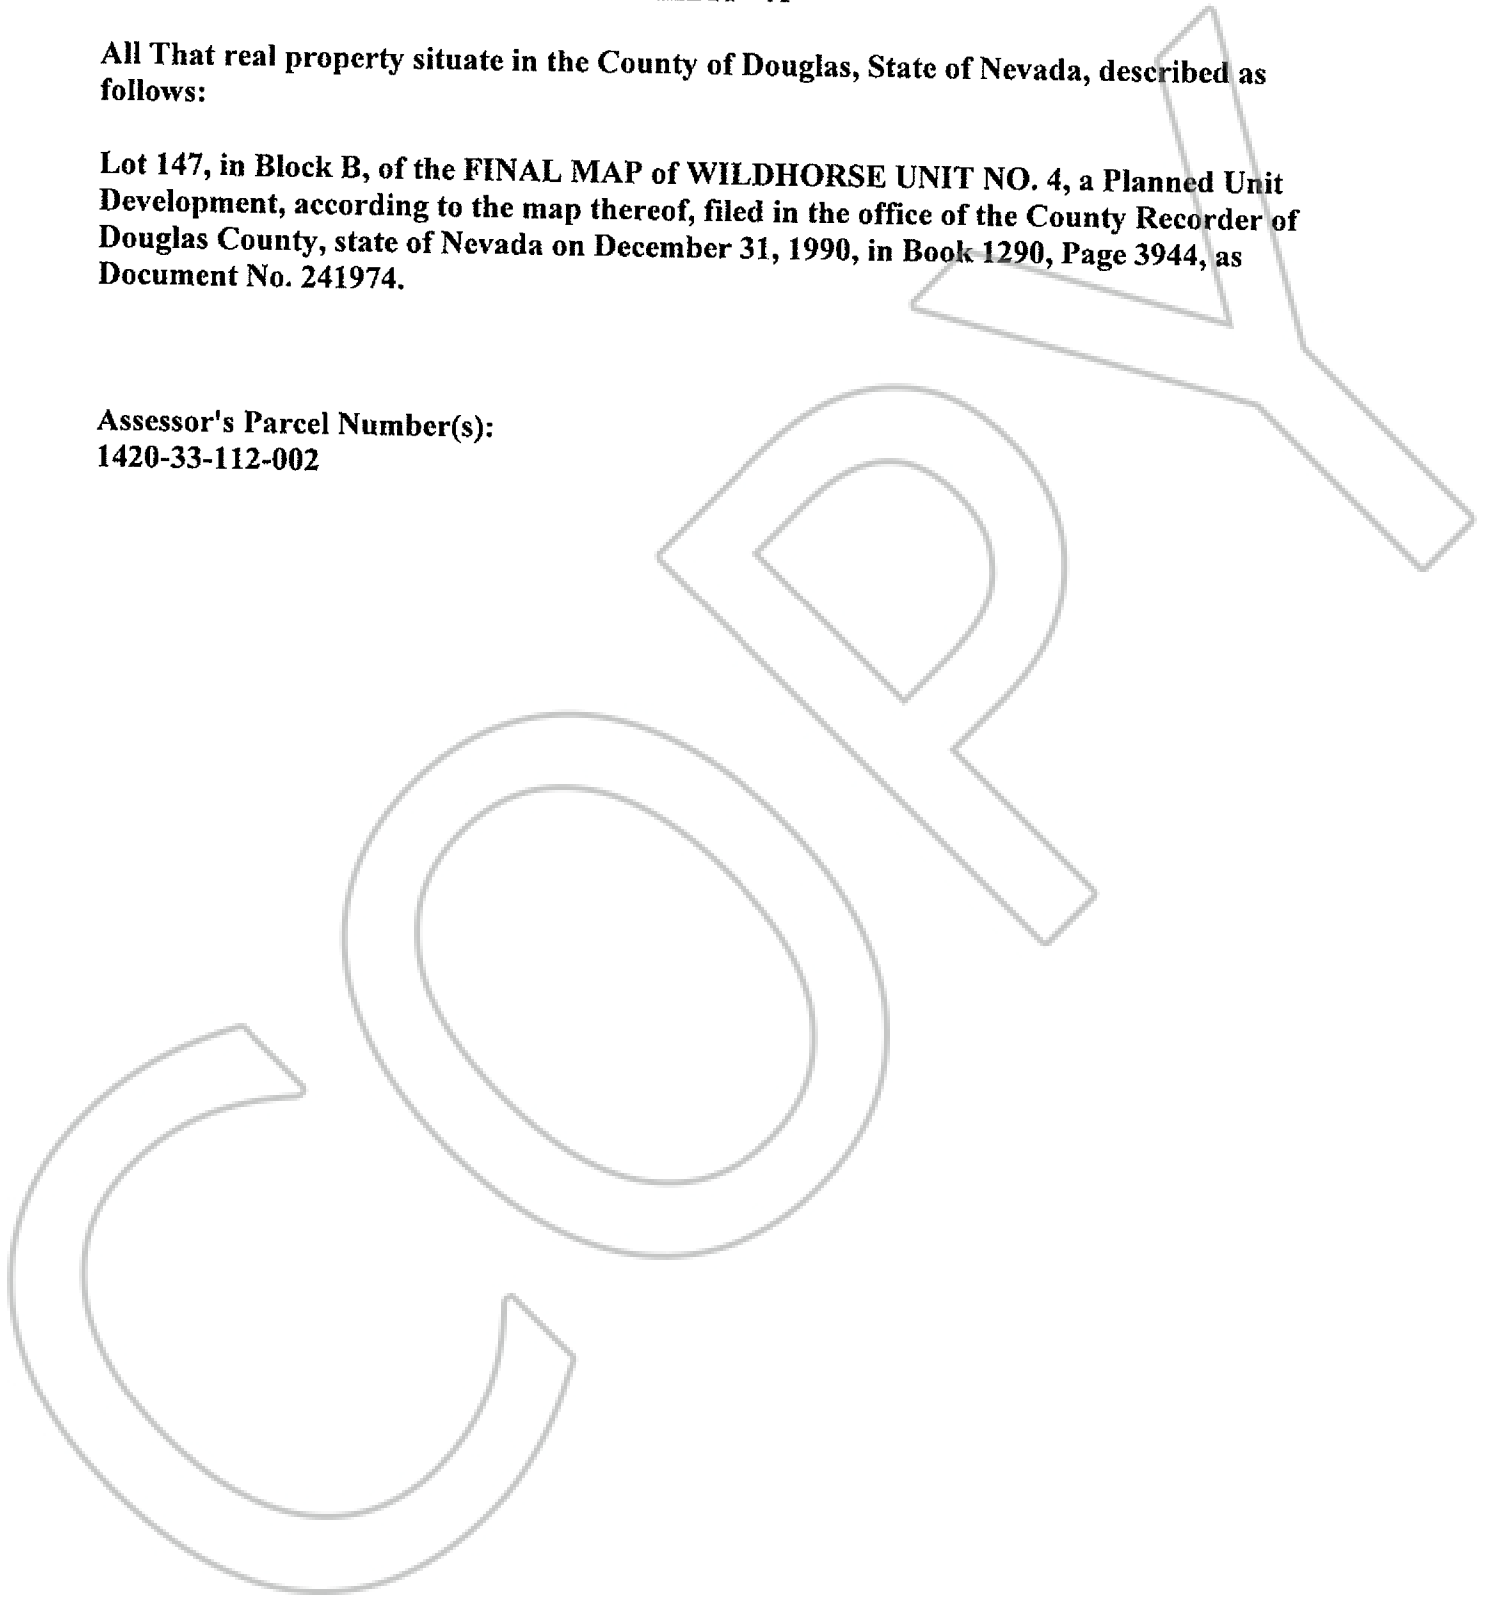 All That real property situate in the County of Douglas, State of Nevada, described as
follows:
Lot 147, in Block B, of the FINAL MAP of WILDHORSE UNIT NO. 4, a Planned Unit
Development, according to the map thereof, filed in the office of the County Recorder of
Douglas County, state of Nevada on December 31, 1990, in Book 1290, Page 3944, as
Document No. 241974.
Assessor's Parcel Number(s):
1420-33-112-002
COPY